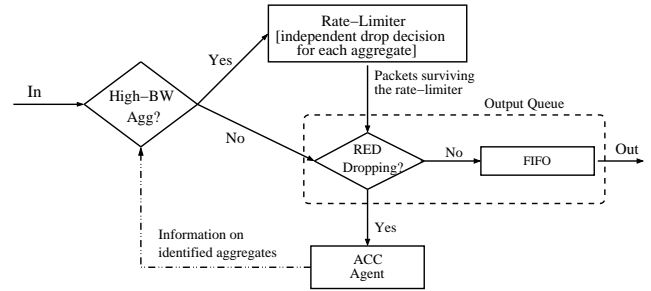 Rate−Limiter
[independent drop decision
for each aggregate]
Yes
In
High−BW
Agg?
Packets surviving
the rate−limiter
Output Queue
No
RED
Dropping?
No
FIFO
Out
Yes
Information on
identified aggregates
ACC
Agent